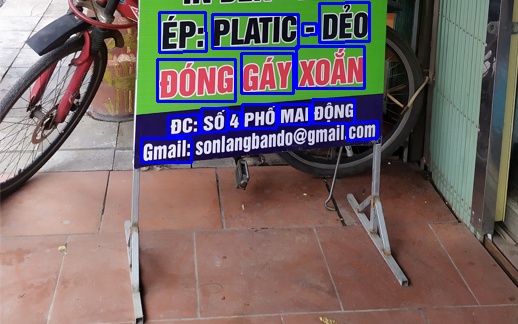 ÉP: PLATIC - DẺO
ĐÓNG GÁY XOẮN
ĐC: SỐ 4 PHỐ MAI ĐỘNG
Gmail: sonlangbando@gmail.com